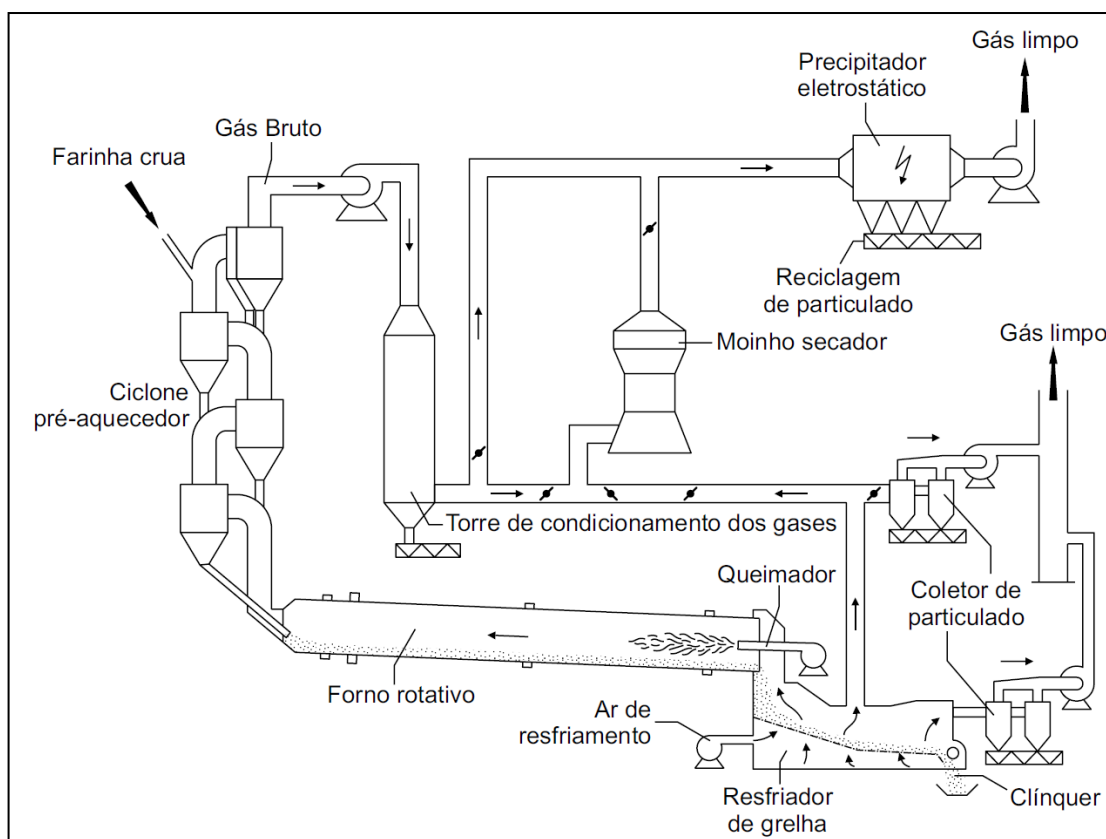 Gás limpo
Precipitador
eletrostático
Gás Bruto
Farinha crua
Reciclagem
de particulado
Gás limpo
Moinho secador
Ciclone
pré-aquecedor
Torre de condicionamento dos gases
Queimador
Coletor de
particulado
Forno rotativo
Ar de
resfriamento
Resfriador
de grelha
Clínquer